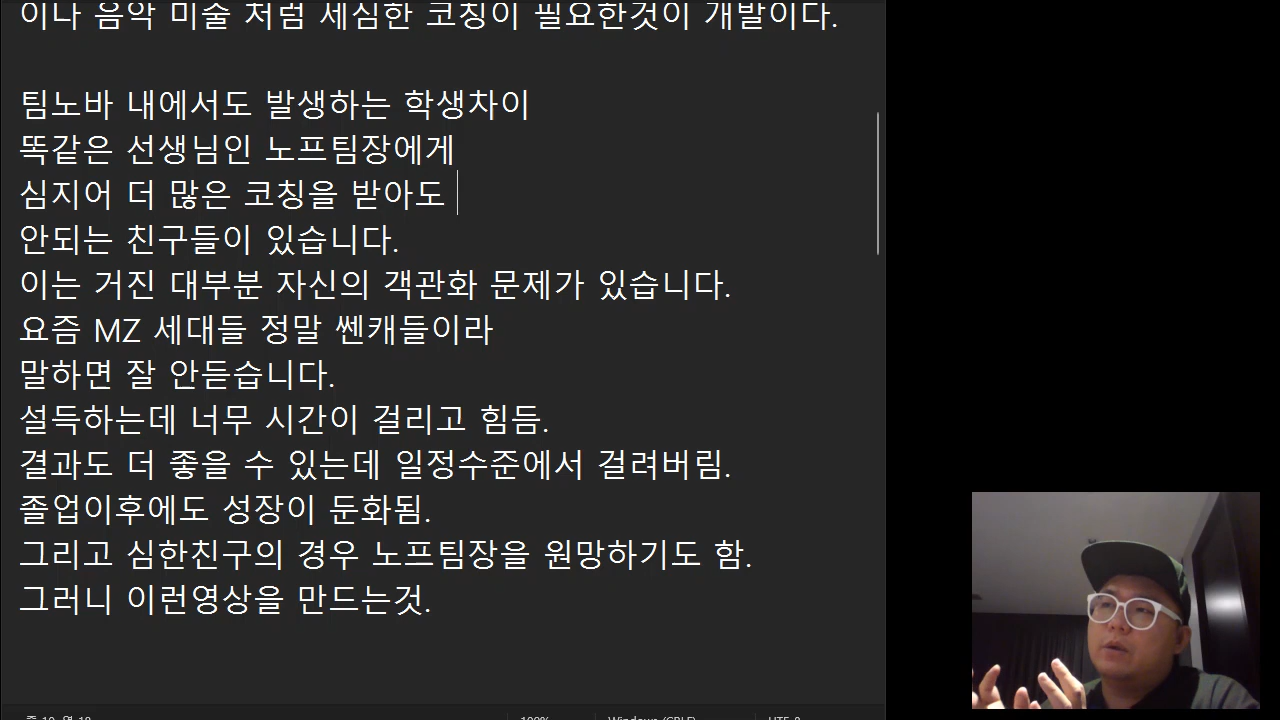 이나 음악 미술 처럼 세심한 코칭이 필요한것이 개발이다.
팀노바 내에서도 발생하는 학생차이
똑같은 선생님인 노프팀장에게
심지어 더 많은 코칭을 받아도
안되는 친구들이 있습니다.
이는 거진 대부분 자신의 객관화 문제가 있습니다.
요즘 MZ 세대들 정말 쎈캐들이라
말하면 잘 안듣습니다.
설득하는데 너무 시간이 걸리고 힘듬.
결과도 더 좋을 수 있는데 일정수준에서 걸려버림.
졸업이후에도 성장이 둔화됨.
그리고 심한친구의 경우 노프팀장을 원망하기도 함.
그러니 이런영상을 만드는것.
100% Windows (CRLF) UTF-8